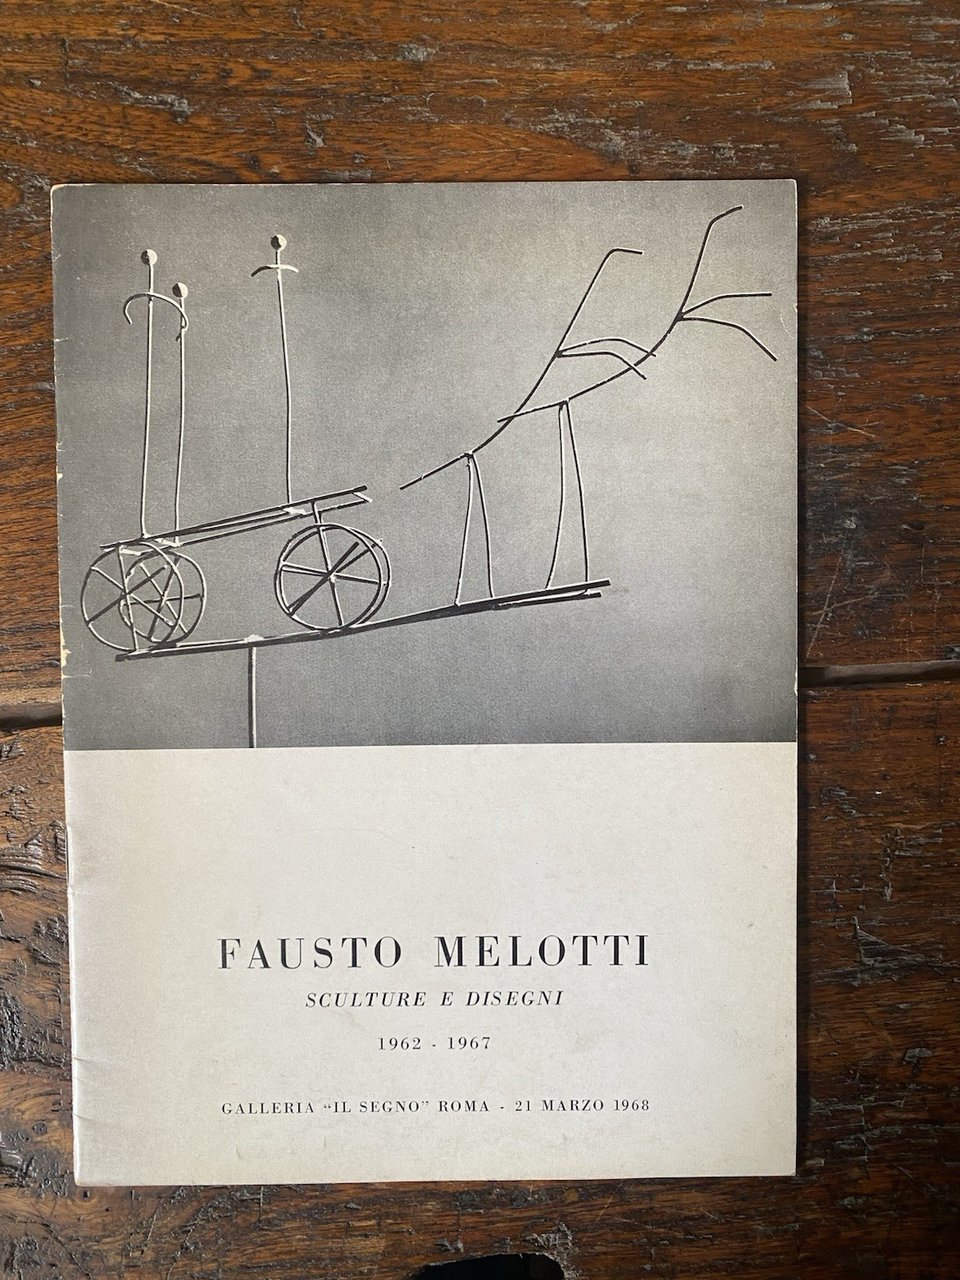 FAUSTO MELOTTI
SCULTURE E DISEGNI
1962 - 1967
GALLERIA “IL SEGNO” ROMA - 21 MARZO 1968